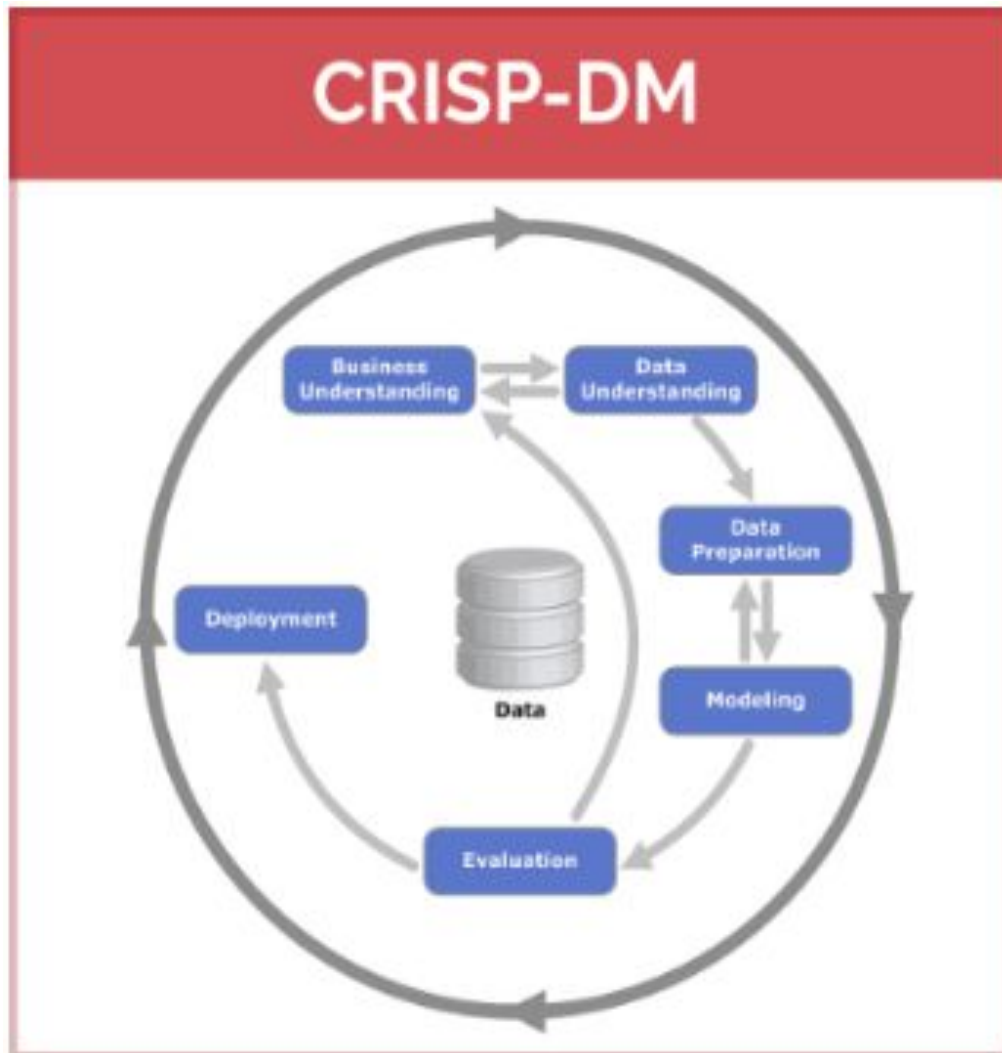 CRISP-DM
Business
Understanding
Data
Understanding
Data
Preparation
Deployment
Modeling
Data
Evaluation